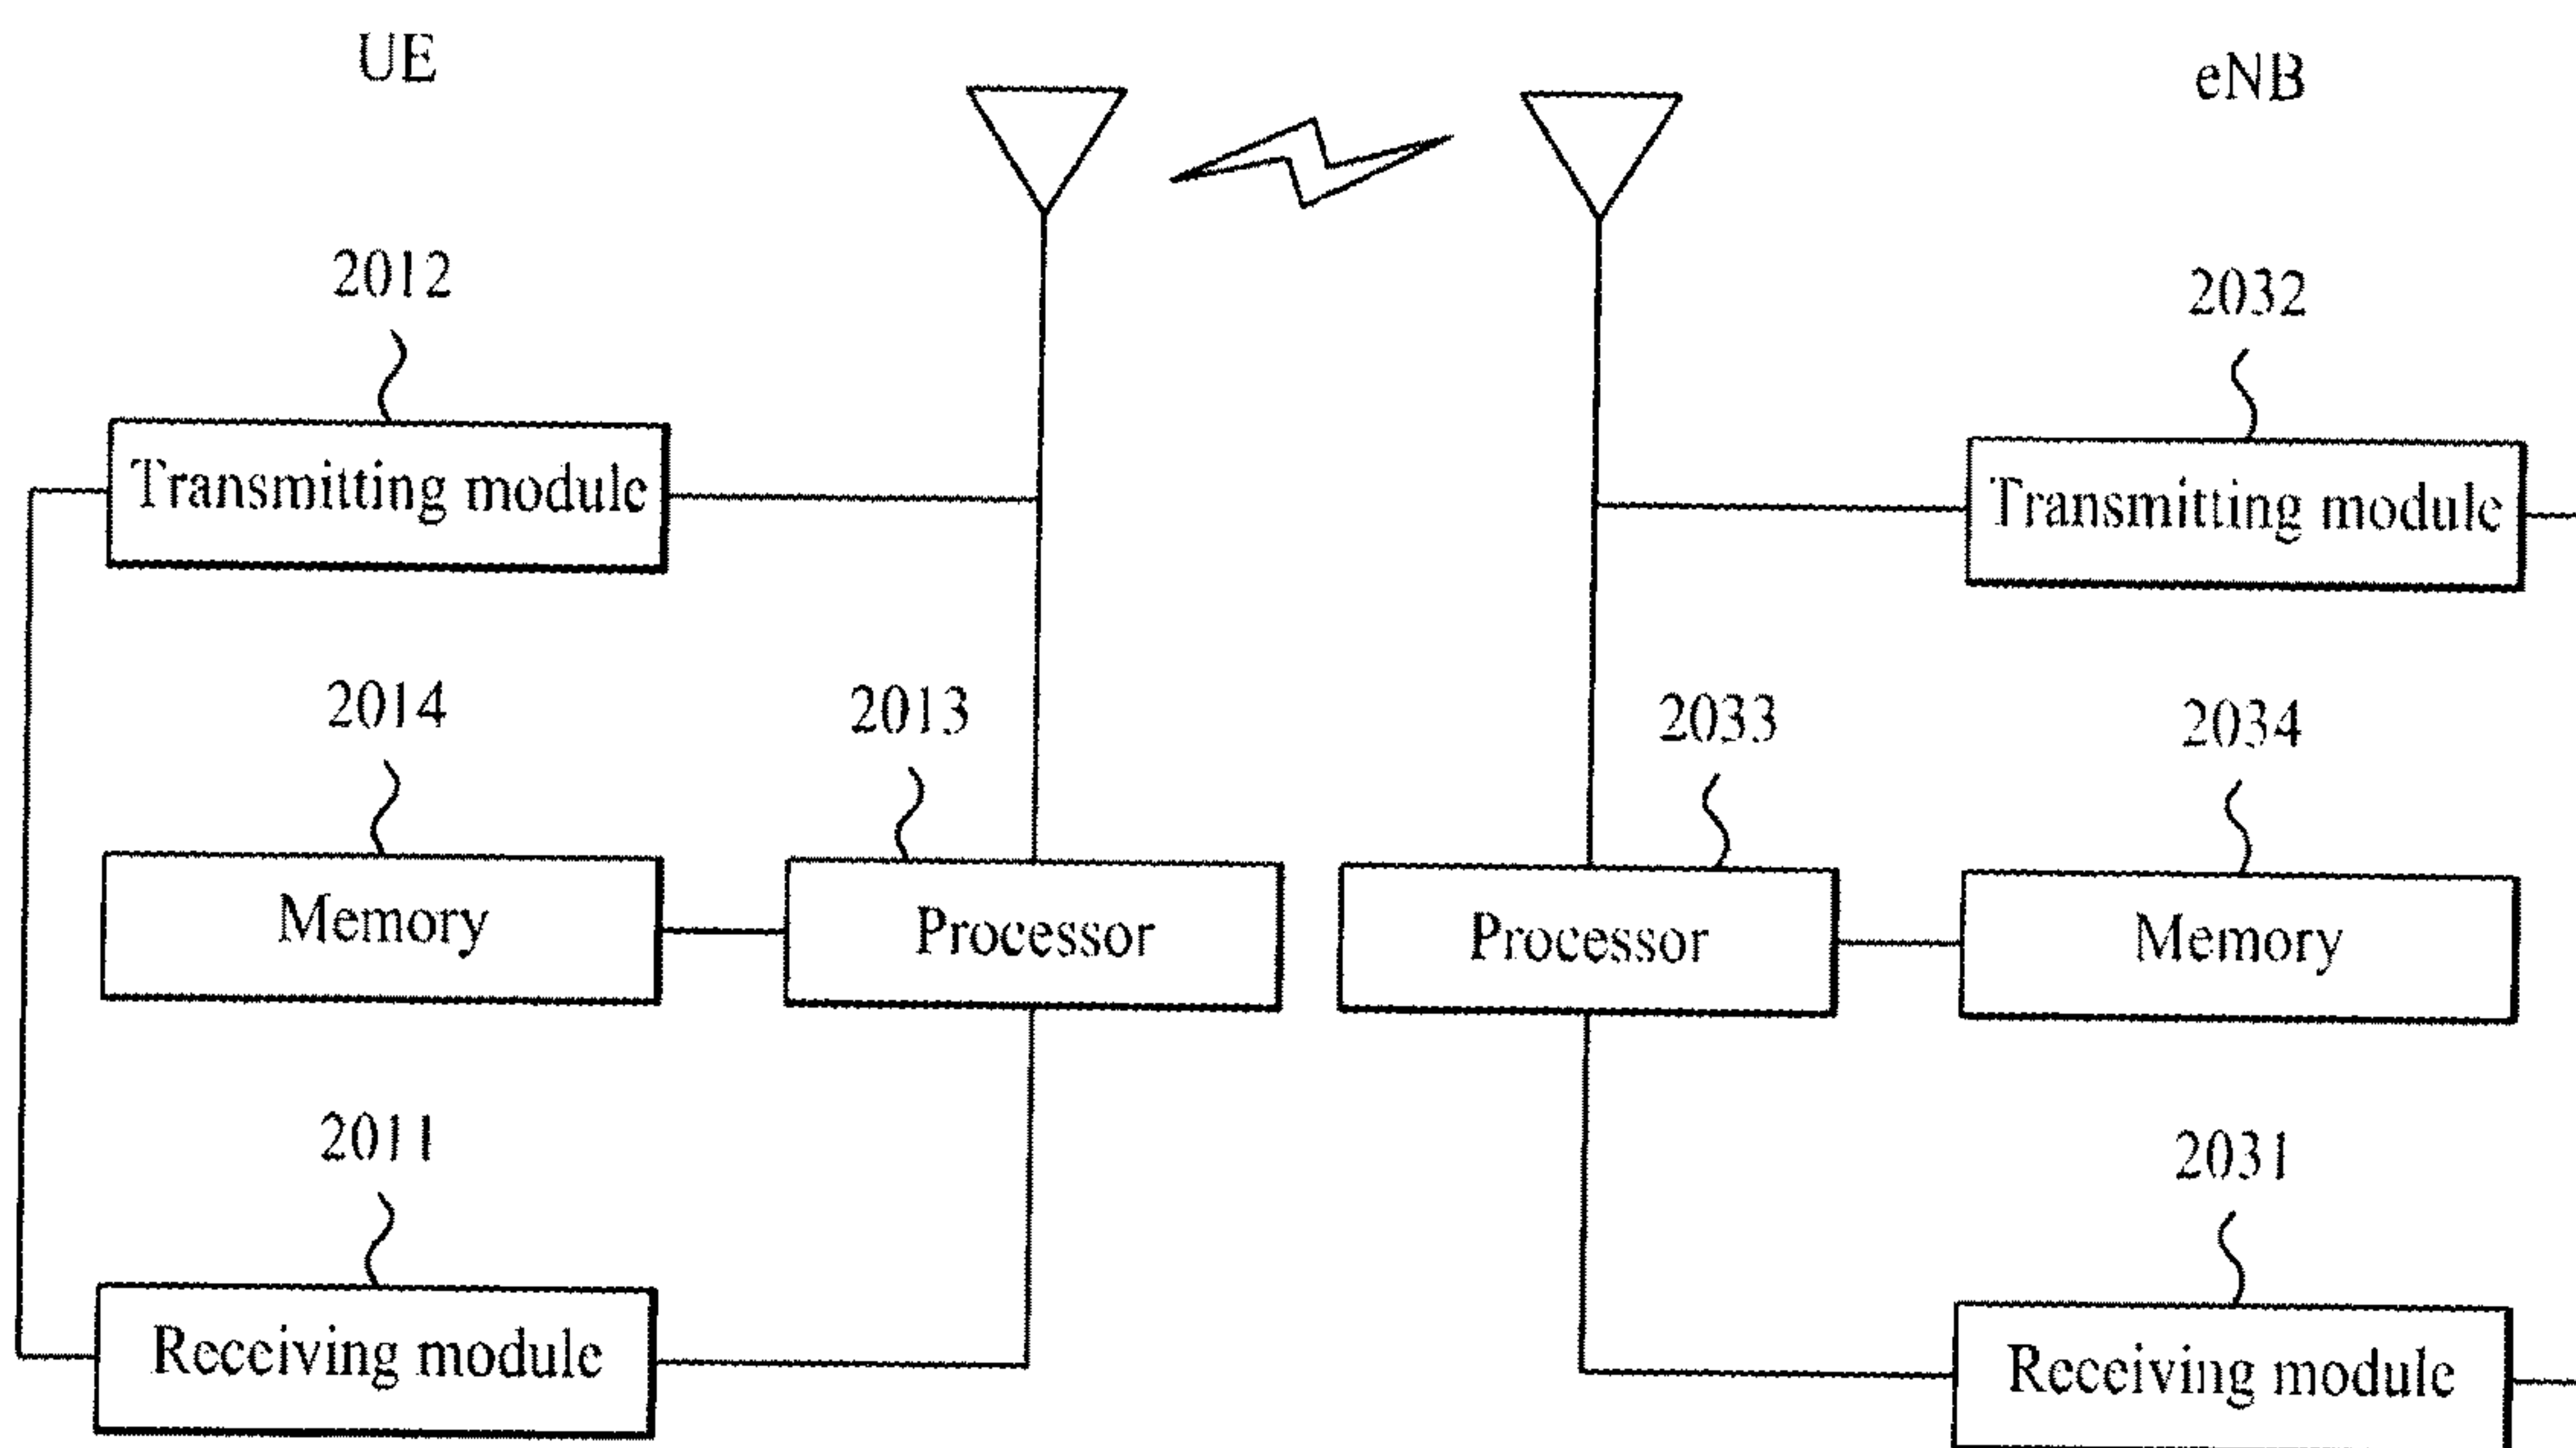 UE
eNB
2012
2032
Transmitting module
Transmitting module
2014
2013
2033
2034
Memory
Processor
Processor
Memory
2011
2031
Receiving module
Receiving module